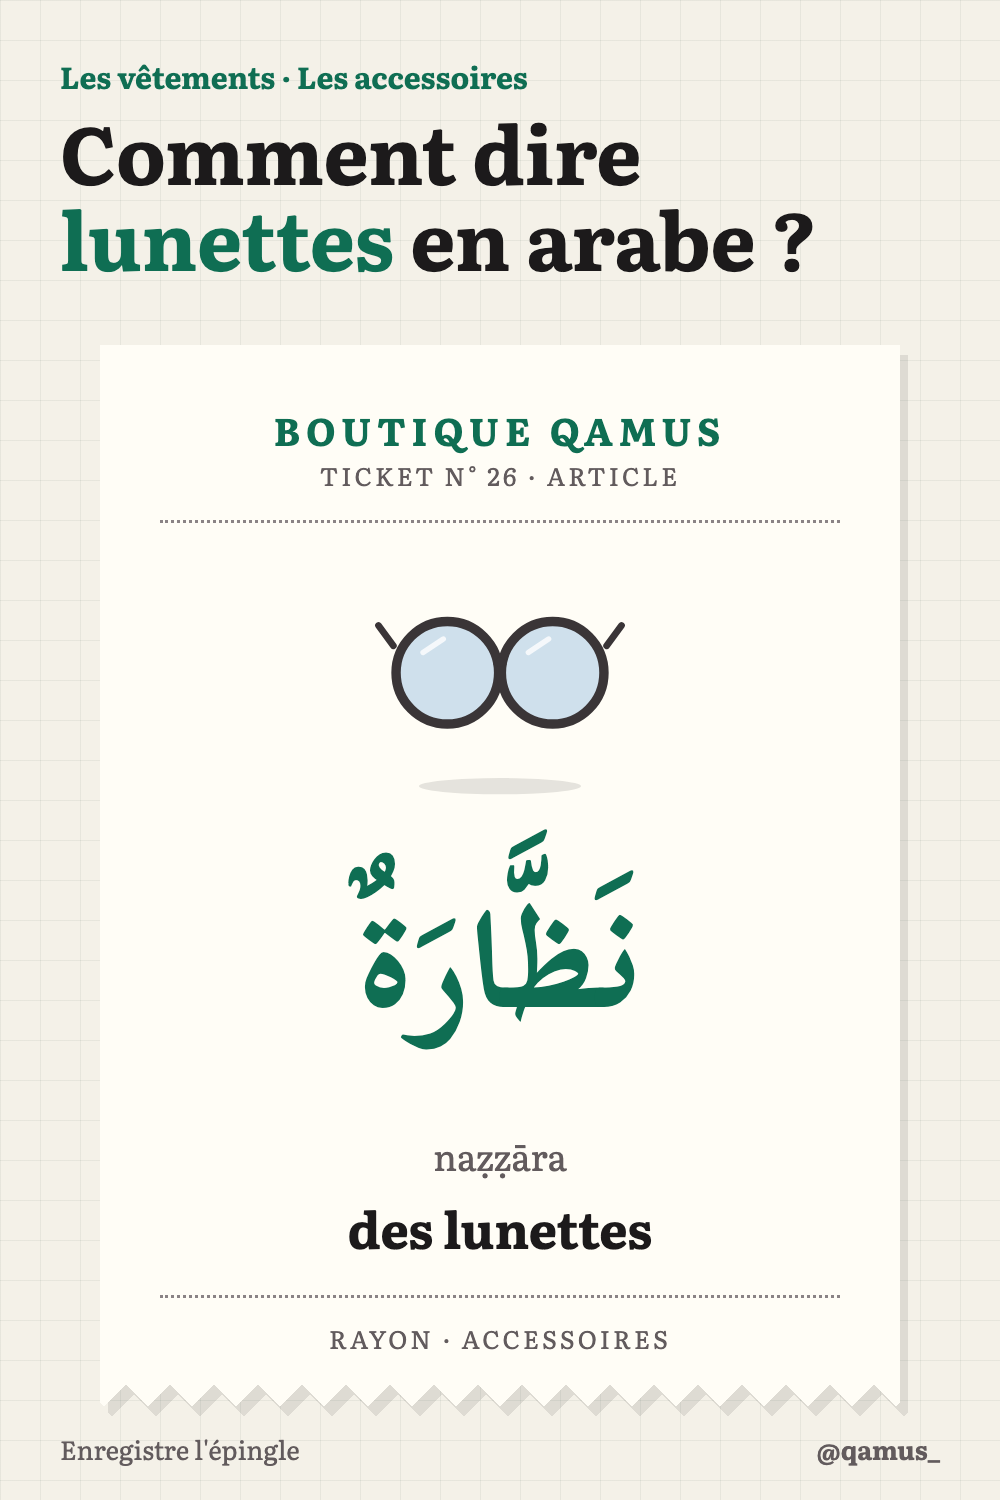 Les vêtements · Les accessoires
Comment dire
lunettes en arabe ?
BOUTIQUE QAMUS
TICKET N° 26 · ARTICLE
نَظَّارَةٌ
naẓẓāra
des lunettes
RAYON · ACCESSOIRES
Enregistre l'épingle
@qamus_